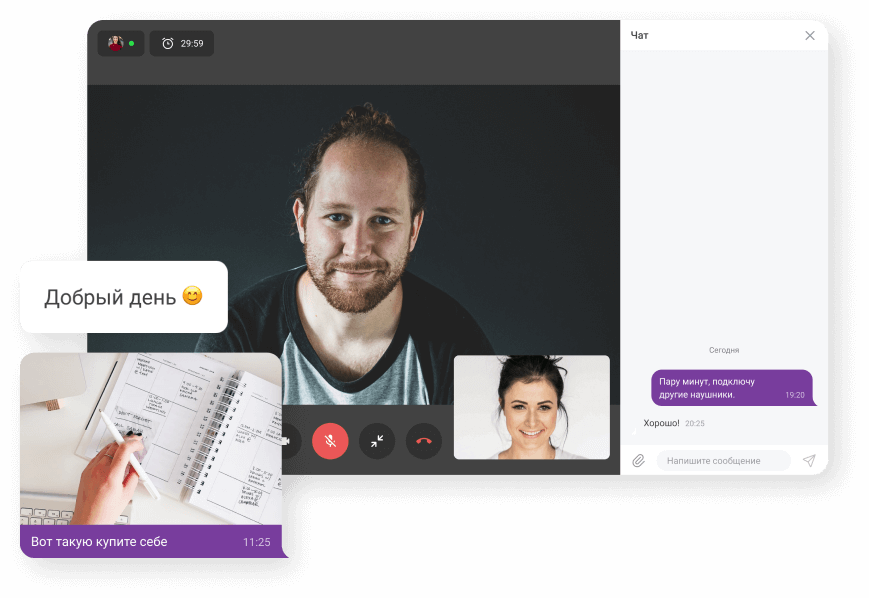 29:59
Чат
Добрый день 😊
Сегодня
Пару минут, подключу
другие наушники.
19:20
Хорошо! 20:25
Напишите сообщение
Вот такую купите себе
11:25